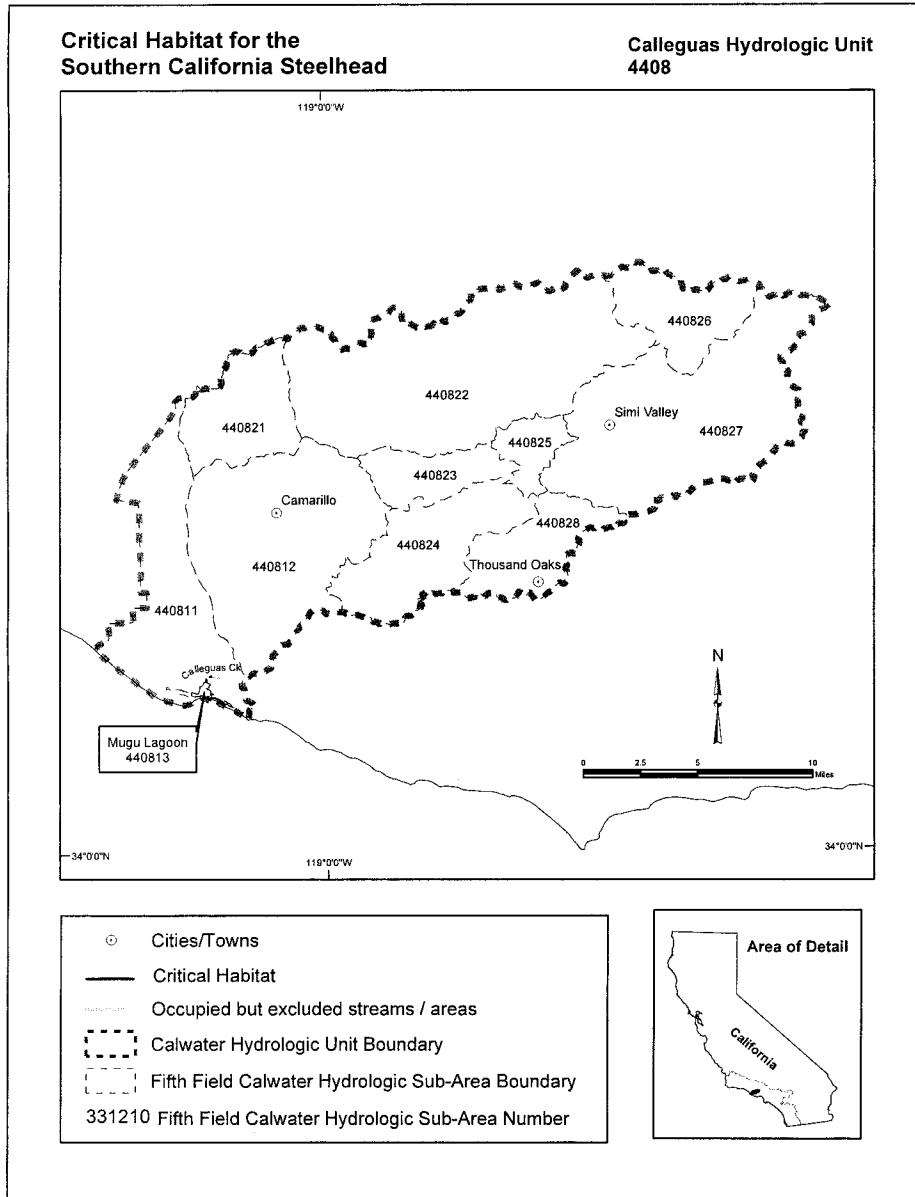 Critical Habitat for the
Southern California Steelhead
Calleguas Hydrologic Unit
4408
119°0'0"W
440826
440822
Simi Valley
440821
440825
440827
440823
Camarillo
440828
440824
440812
Thousand Oaks
440811
Calleguas Ck
N
Mugu Lagoon
440813
0 2.5 5 10
Miles
34°0'0"N
34°0'0"N
119°0'0"W
Cities/Towns
Critical Habitat
Occupied but excluded streams / areas
Calwater Hydrologic Unit Boundary
Fifth Field Calwater Hydrologic Sub-Area Boundary
331210 Fifth Field Calwater Hydrologic Sub-Area Number
Area of Detail
California